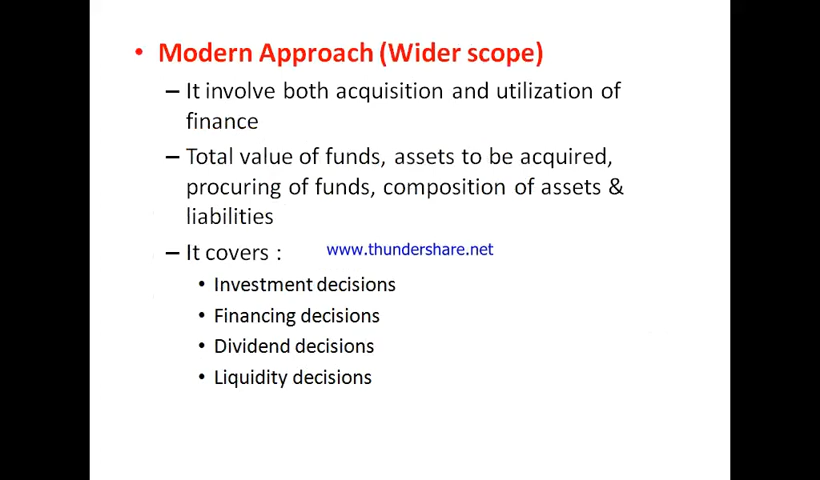 • Modern Approach (Wider scope)
– It involve both acquisition and utilization of
finance
– Total value of funds, assets to be acquired,
procuring of funds, composition of assets &
liabilities
– It covers :
www.thundershare.net
• Investment decisions
• Financing decisions
• Dividend decisions
• Liquidity decisions